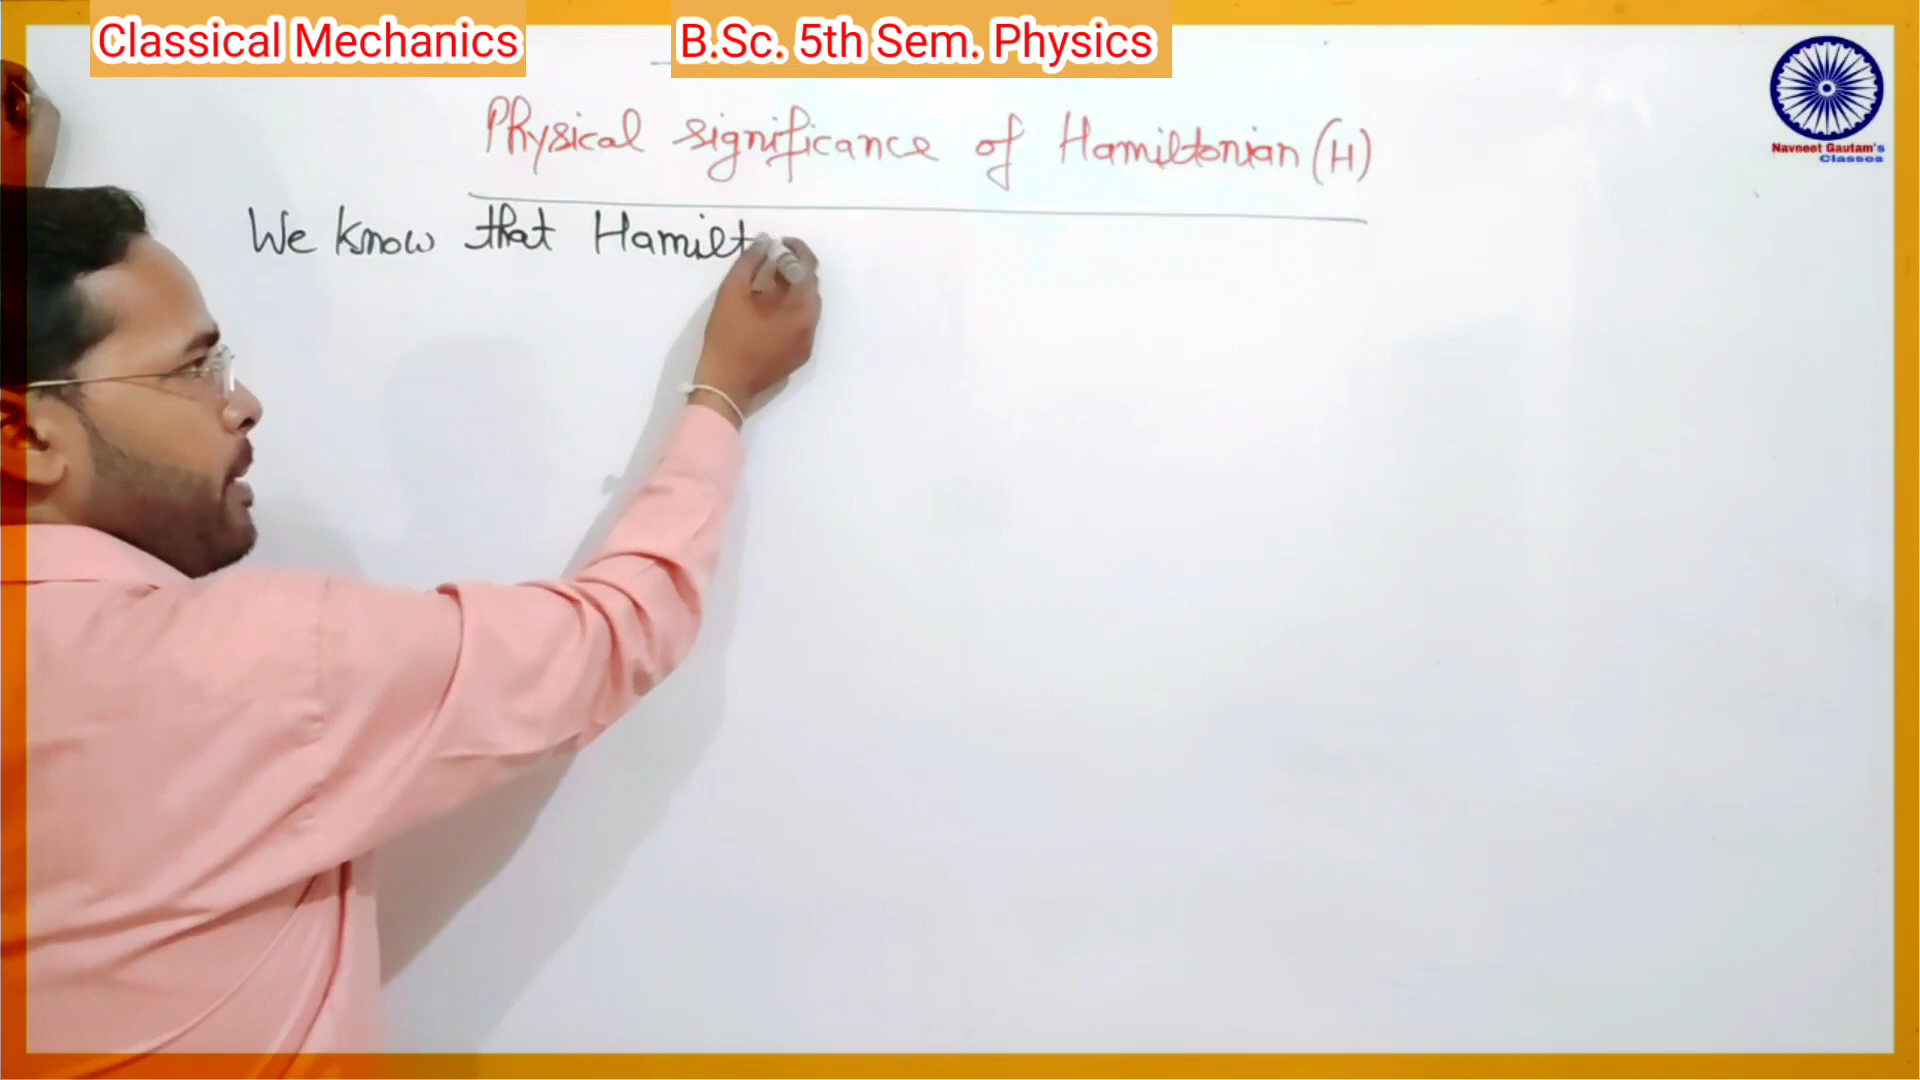 Classical Mechanics
B.Sc. 5th Sem. Physics
Physical significance of Hamiltonian (H)
We know that Hamilt
Navneet Gautam's
Classes